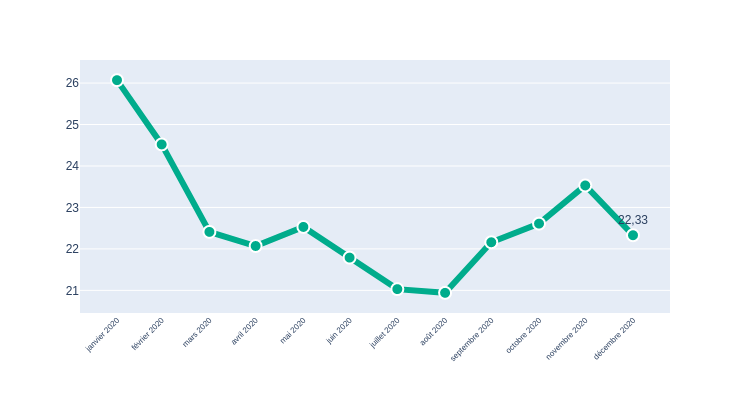 26
25
24
23
22
21
22,33
janvier 2020
février 2020
mars 2020
avril 2020
mai 2020
juin 2020
juillet 2020
août 2020
septembre 2020
octobre 2020
novembre 2020
décembre 2020